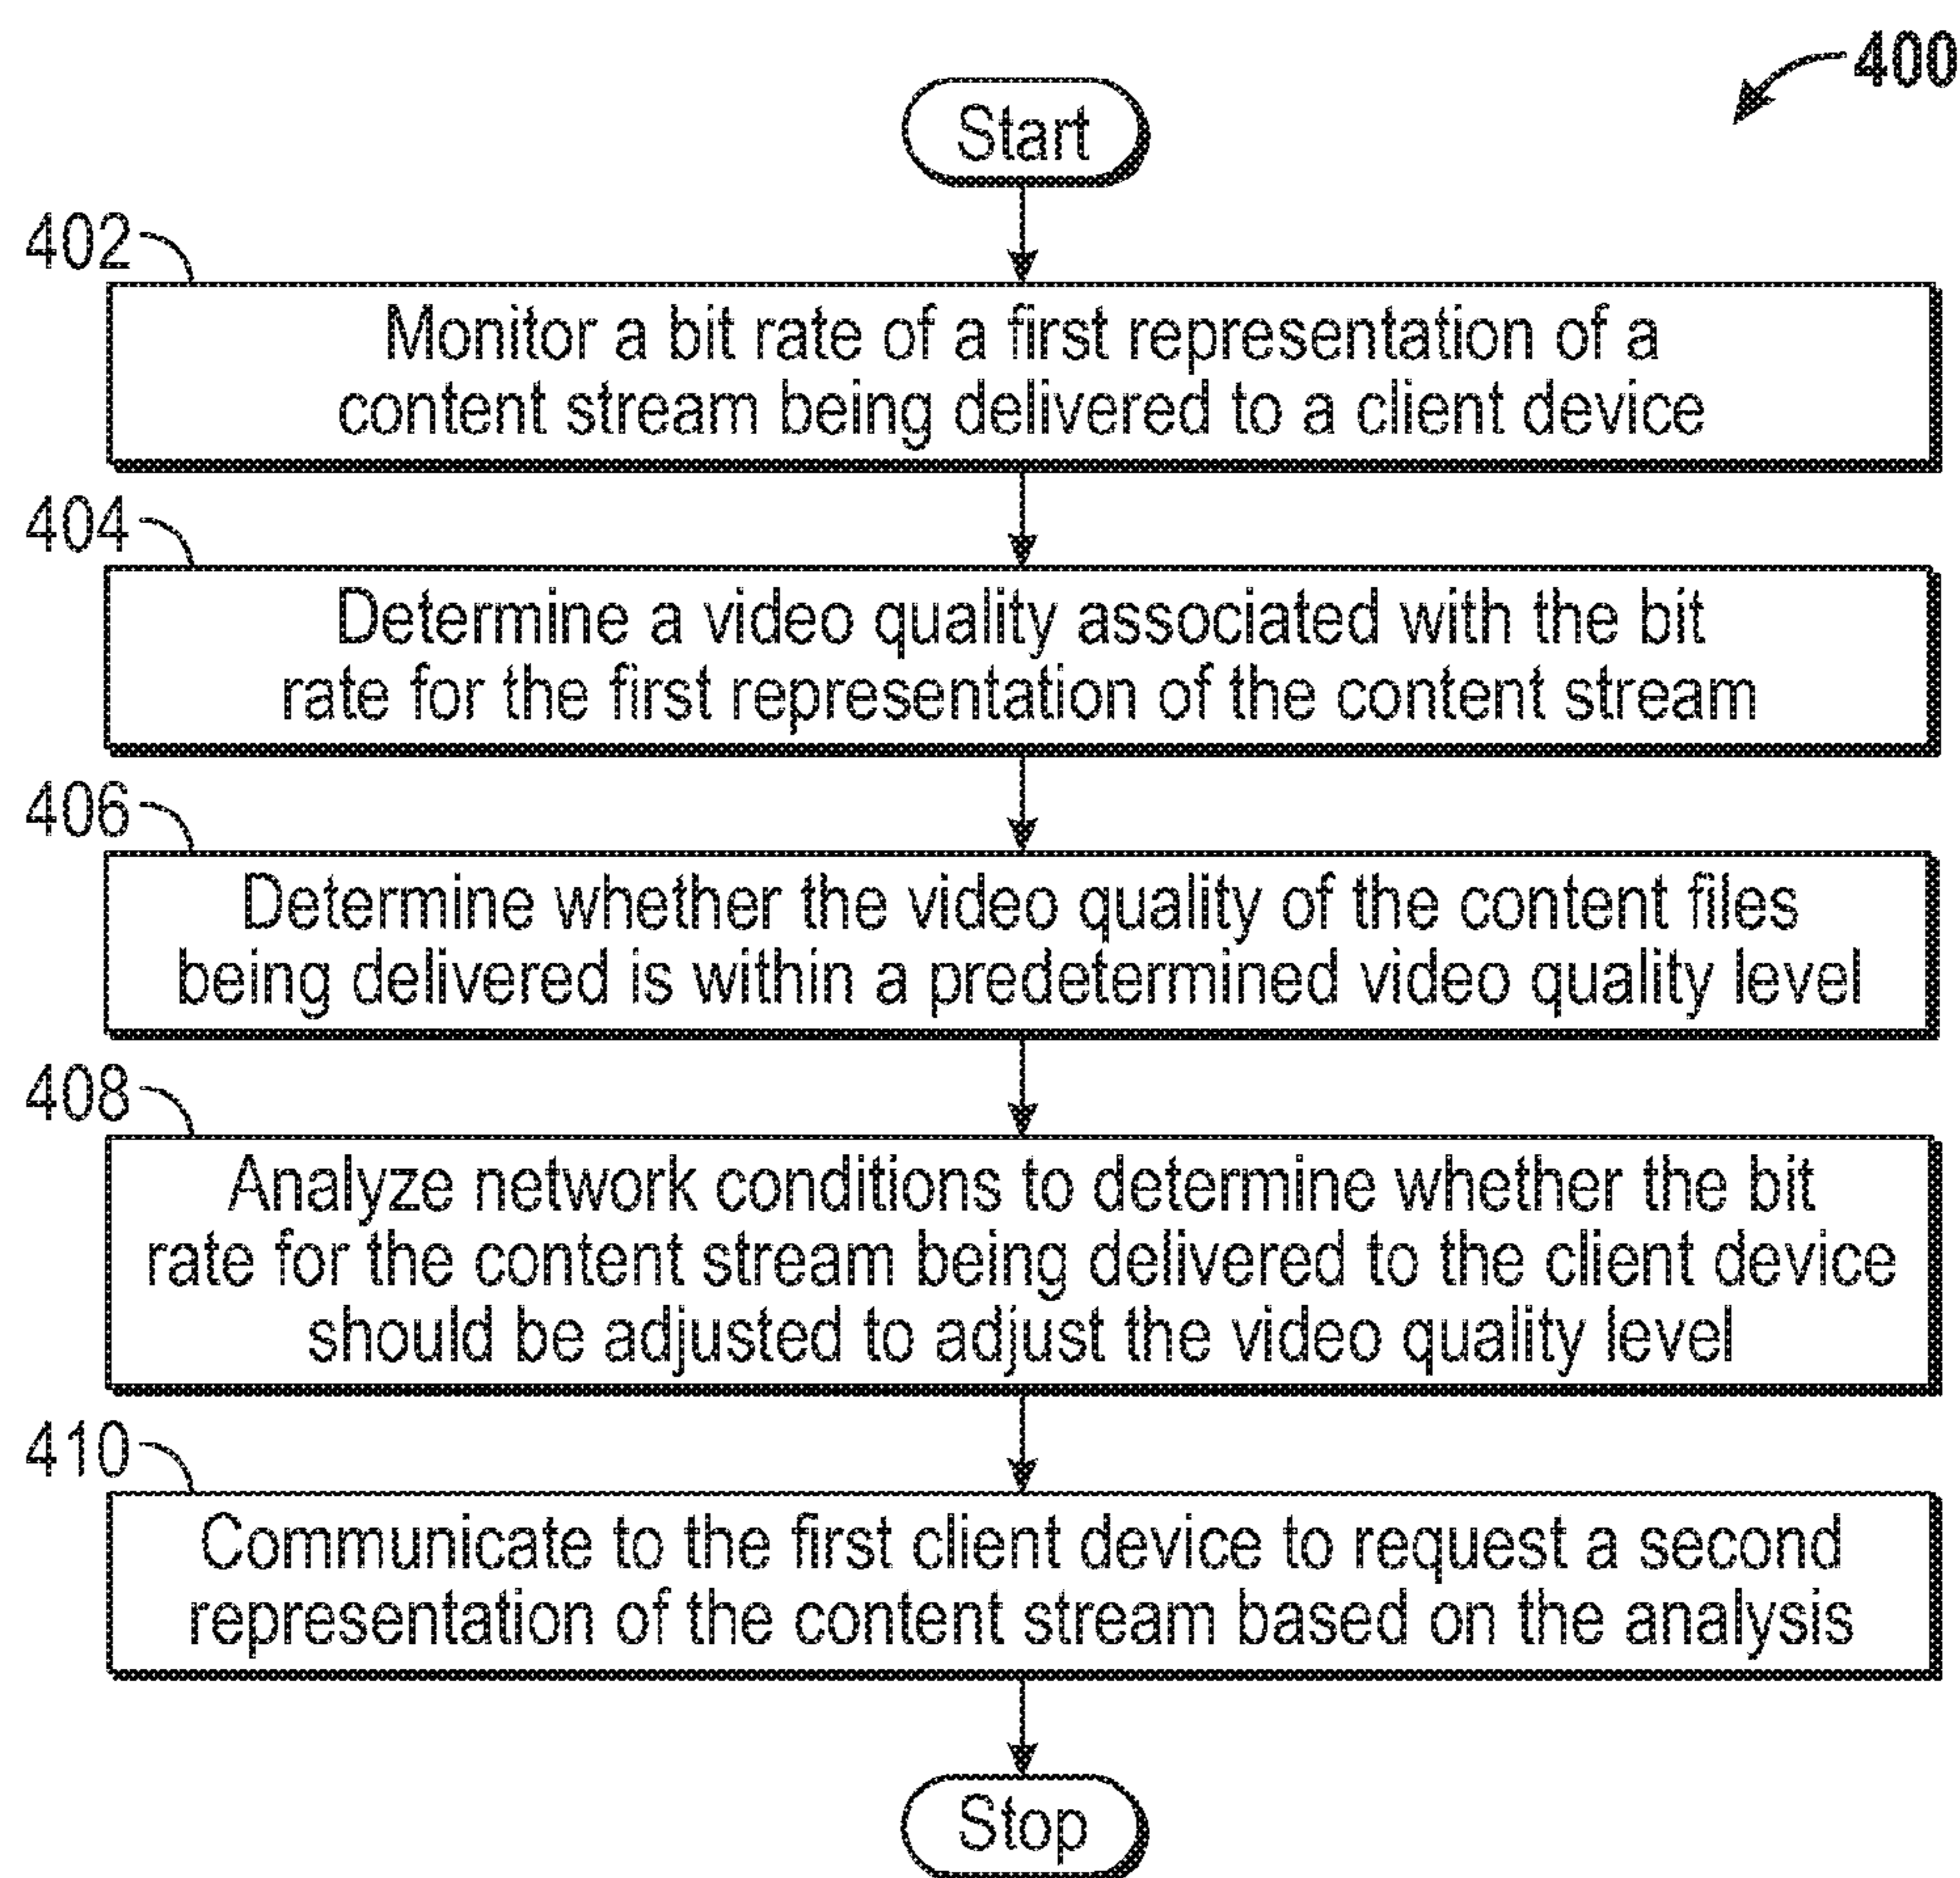 400
Start
402
Monitor a bit rate of a first representation of a
content stream being delivered to a client device
404
Determine a video quality associated with the bit
rate for the first representation of the content stream
406
Determine whether the video quality of the content files
being delivered is within a predetermined video quality level
408
Analyze network conditions to determine whether the bit
rate for the content stream being delivered to the client device
should be adjusted to adjust the video quality level
410
Communicate to the first client device to request a second
representation of the content stream based on the analysis
Stop